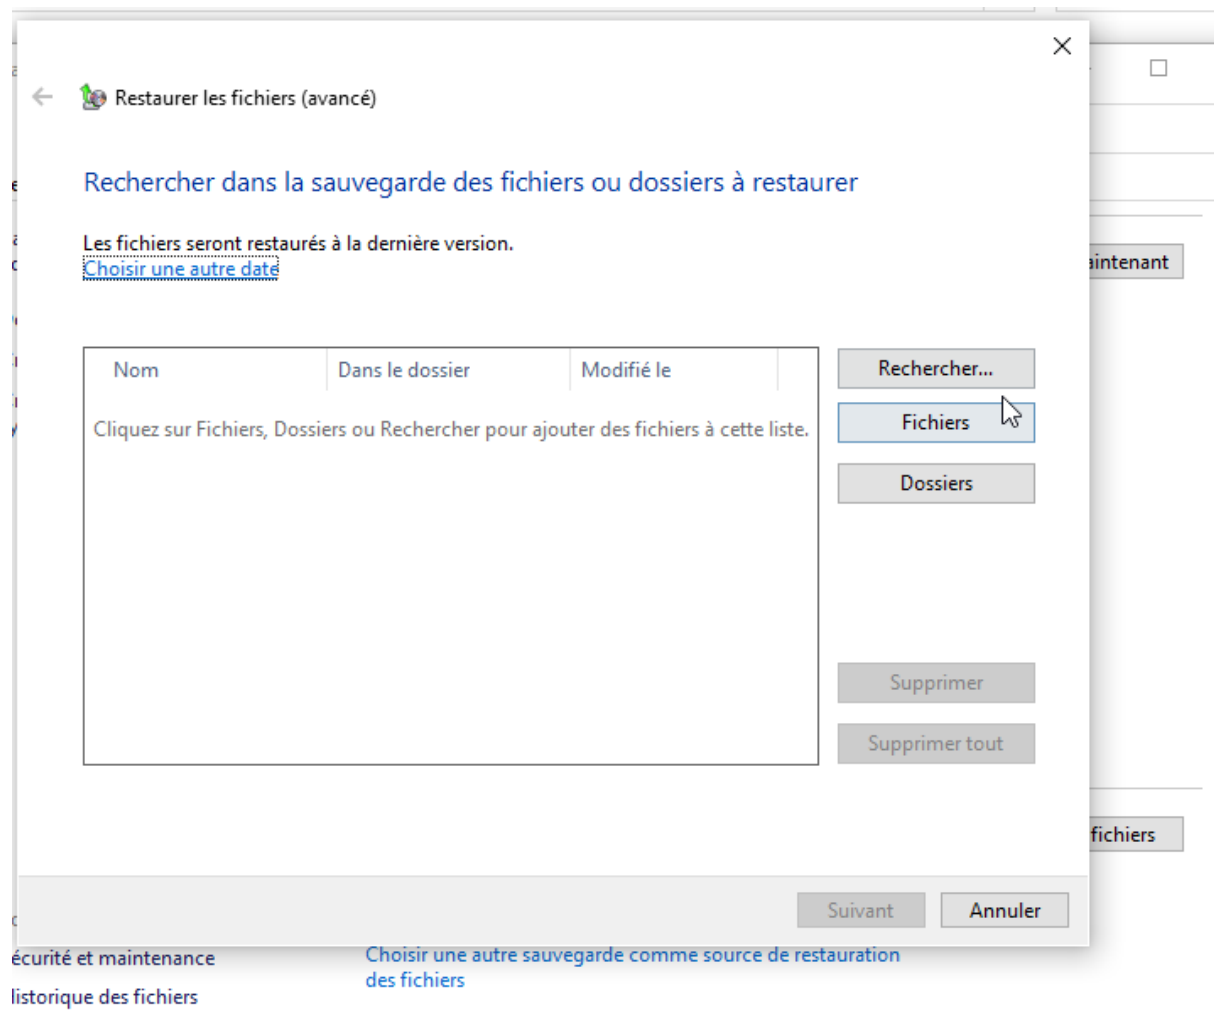 Restaurer les fichiers (avancé)
Rechercher dans la sauvegarde des fichiers ou dossiers à restaurer
Les fichiers seront restaurés à la dernière version.
Choisir une autre date
aintenant
Nom Dans le dossier Modifié le
Rechercher...
Cliquez sur Fichiers, Dossiers ou Rechercher pour ajouter des fichiers à cette liste.
Fichiers
Dossiers
Supprimer
Supprimer tout
fichiers
Suivant Annuler
écurité et maintenance
Choisir une autre sauvegarde comme source de restauration
des fichiers
listorique des fichiers